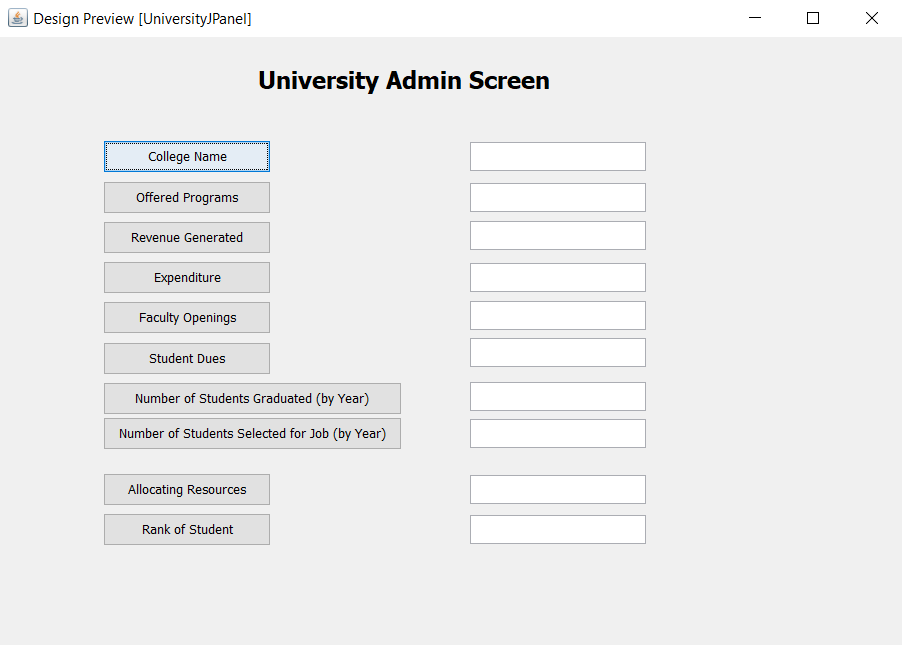 Design Preview [UniversityJPanel]
University Admin Screen
College Name
Offered Programs
Revenue Generated
Expenditure
Faculty Openings
Student Dues
Number of Students Graduated (by Year)
Number of Students Selected for Job (by Year)
Allocating Resources
Rank of Student